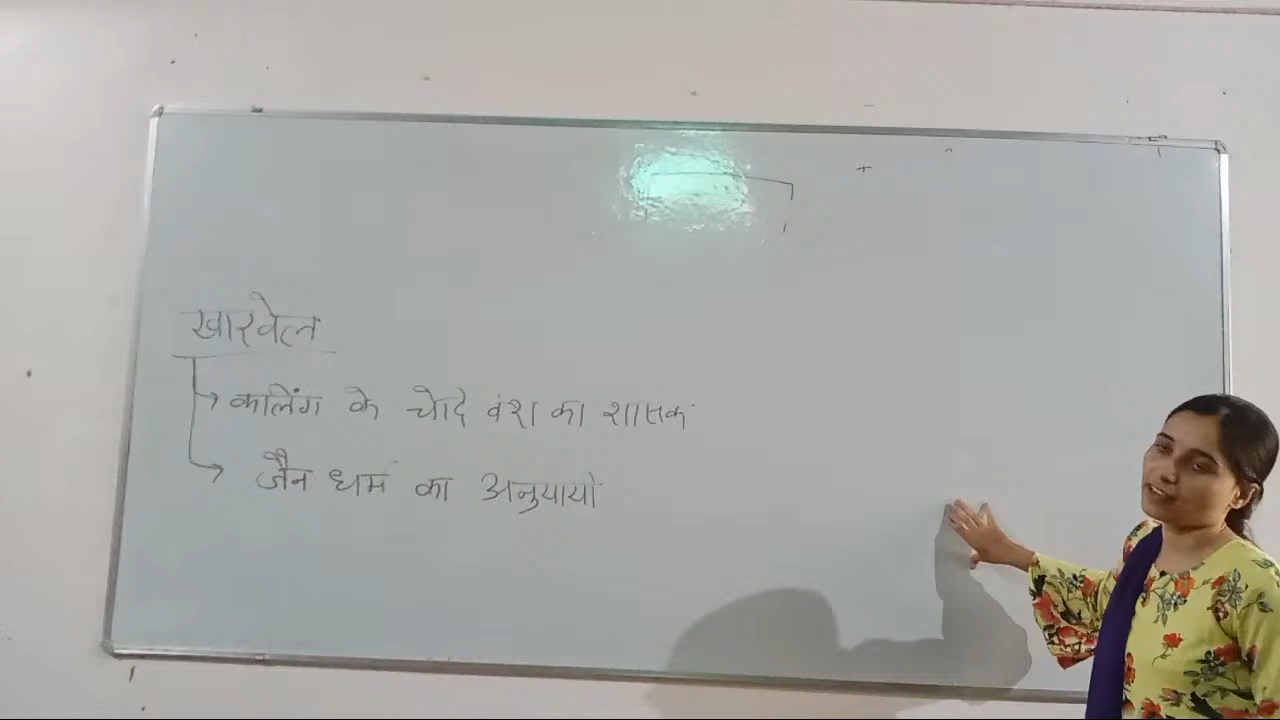 खारवेल
कलिंग के चेदि वंश का शासक
जैन धर्म का अनुयायी